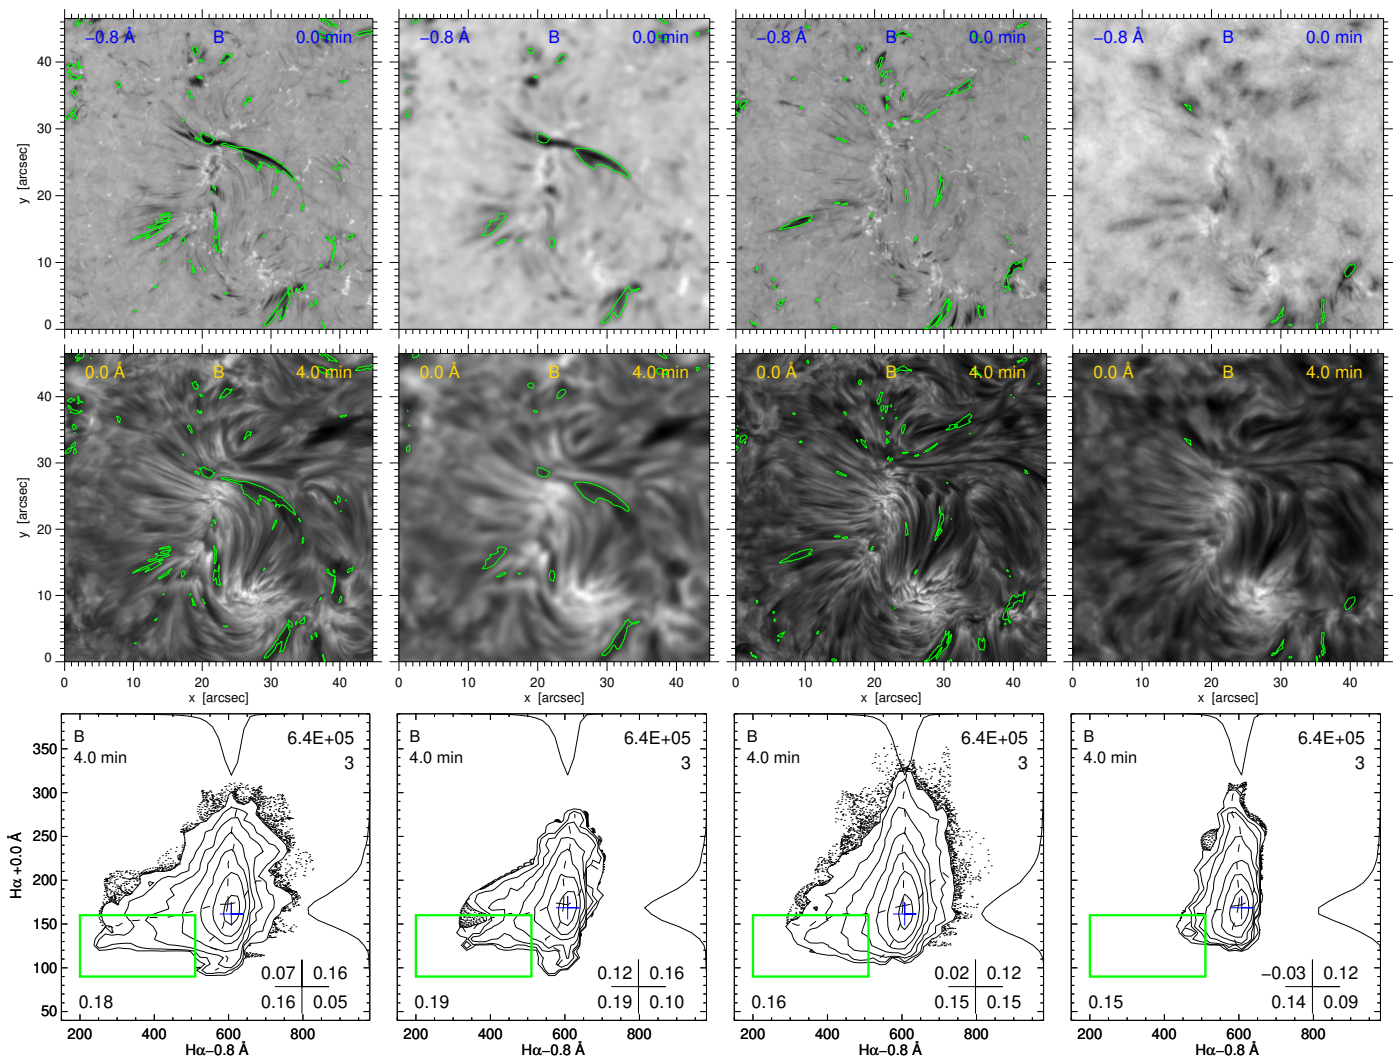 −0.8 Å B 0.0 min −0.8 Å B 0.0 min −0.8 Å B 0.0 min −0.8 Å B 0.0 min
40
30
y [arcsec]
20
10
0
0.0 Å B 4.0 min 0.0 Å B 4.0 min 0.0 Å B 4.0 min 0.0 Å B 4.0 min
40
30
y [arcsec]
20
10
0
0 10 20 30 40 0 10 20 30 40 0 10 20 30 40 0 10 20 30 40
x [arcsec] x [arcsec] x [arcsec] x [arcsec]
B 6.4E+05 B 6.4E+05 B 6.4E+05 B 6.4E+05
4.0 min 3 4.0 min 3 4.0 min 3 4.0 min 3
350
300
250
Hα +0.0 Å
200
150
100
50
0.07 0.16 0.12 0.16 0.02 0.12 −0.03 0.12
0.18 0.16 0.05 0.19 0.19 0.10 0.16 0.15 0.15 0.15 0.14 0.09
200 400 600 800 200 400 600 800 200 400 600 800 200 400 600 800
Hα−0.8 Å Hα−0.8 Å Hα−0.8 Å Hα−0.8 Å